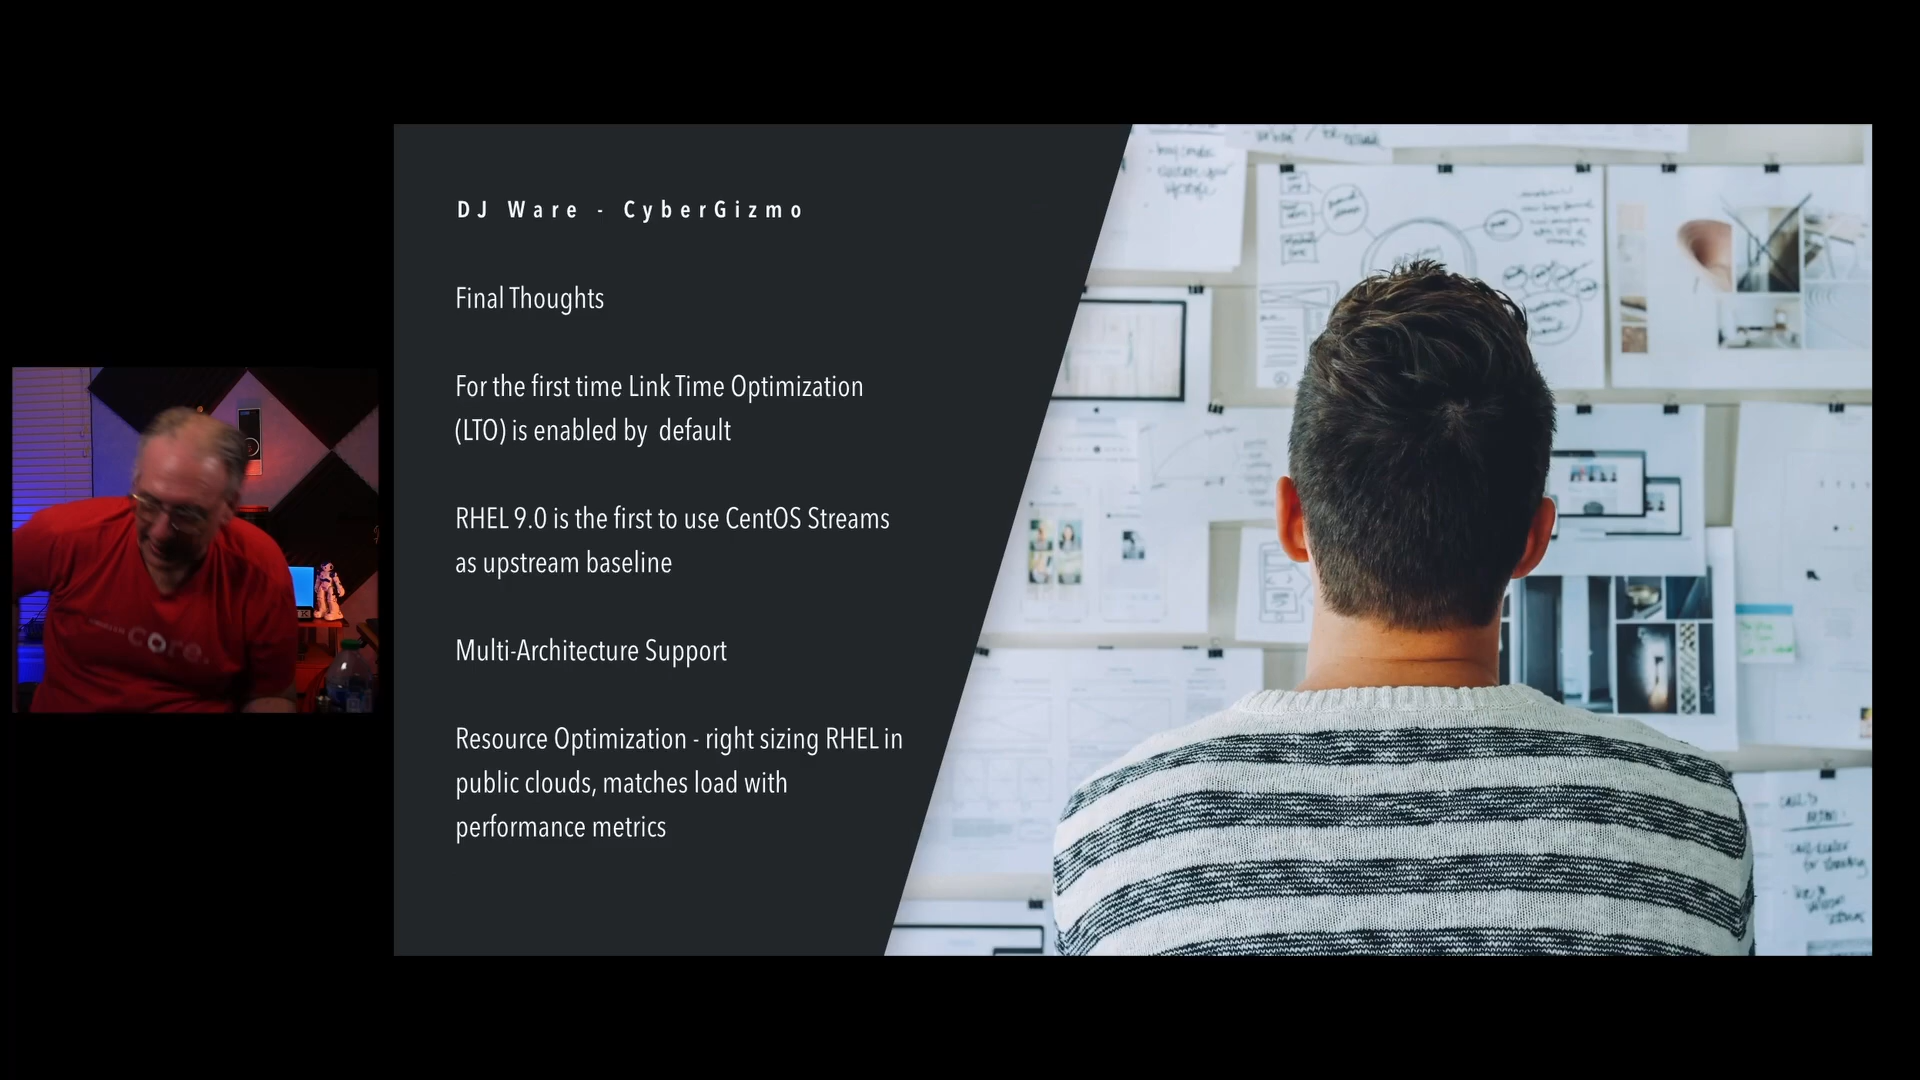 DJ Ware - CyberGizmo
Final Thoughts
For the first time Link Time Optimization
(LTO) is enabled by default
RHEL 9.0 is the first to use CentOS Streams
as upstream baseline
Multi-Architecture Support
Resource Optimization - right sizing RHEL in
public clouds, matches load with
performance metrics
core.